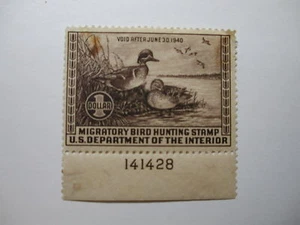 VOID AFTER JUNE 30, 1940
1
DOLLAR
MIGRATORY BIRD HUNTING STAMP
U.S. DEPARTMENT OF THE INTERIOR
141428